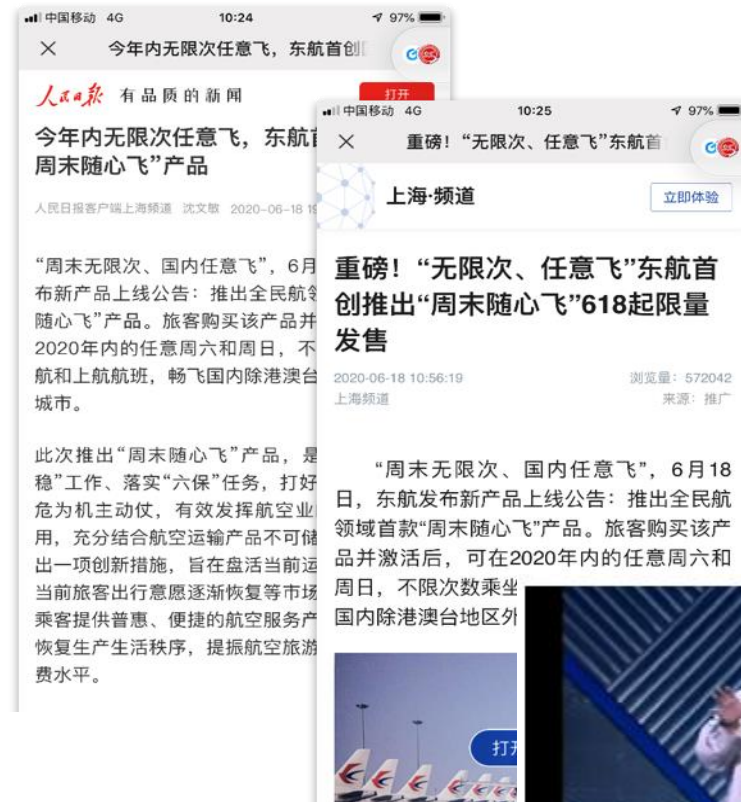 中国移动 4G 10:24 97%
今年内无限次任意飞，东航首创
人民日报 有品质的新闻 打开
今年内无限次任意飞，东航
周末随心飞”产品
人民日报客户端上海频道 沈文敏 2020-06-18
“周末无限次、国内任意飞”，6月
布新产品上线公告：推出全民航
随心飞”产品。旅客购买该产品并
2020年内的任意周六和周日，不
航和上航航班，畅飞国内除港澳台
城市。
此次推出“周末随心飞”产品，是
稳”工作、落实“六保”任务，打好
危为机主动仗，有效发挥航空业
用，充分结合航空运输产品不可储
出一项创新措施，旨在盘活当前运
当前旅客出行意愿逐渐恢复等市场
乘客提供普惠、便捷的航空服务产
恢复生产生活秩序，提振航空旅游
费水平。
中国移动 4G 10:25 97%
重磅！“无限次、任意飞”东航首
上海·频道 立即体验
重磅！“无限次、任意飞”东航首
创推出“周末随心飞”618起限量
发售
2020-06-18 10:56:19 浏览量：572042
上海频道 来源：推广
“周末无限次、国内任意飞”，6月18
日，东航发布新产品上线公告：推出全民航
领域首款“周末随心飞”产品。旅客购买该产
品并激活后，可在2020年内的任意周六和
周日，不限次数乘坐
国内除港澳台地区外
打开